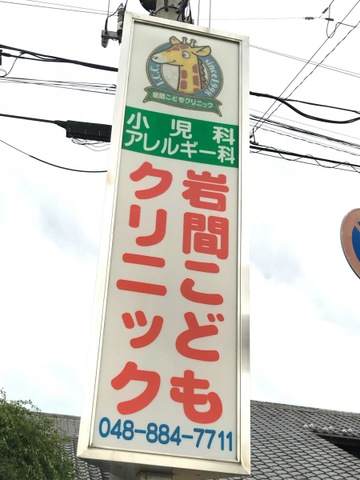 岩間こどもクリニック
小児科
アレルギー科
岩間こども
クリニック
048-884-7711